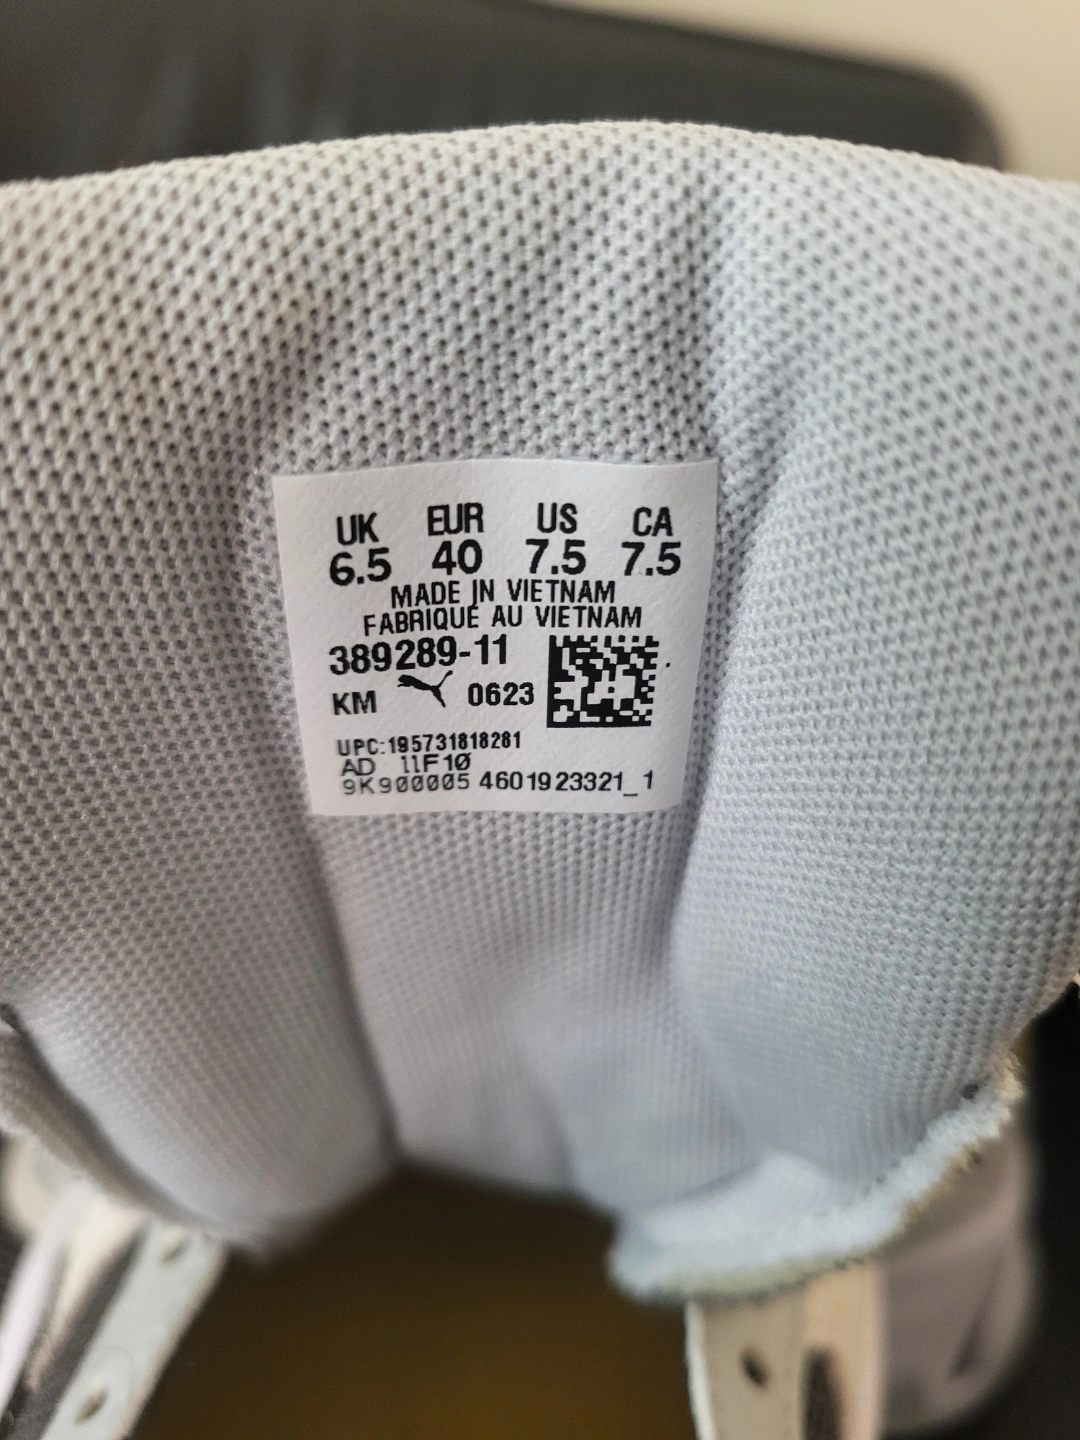 UK EUR US CA
6.5 40 7.5 7.5
MADE IN VIETNAM
FABRIQUÉ AU VIETNAM
389289-11
KM 0623
UPC:195731818281
AD 11F10
9K900005 4601923321_1